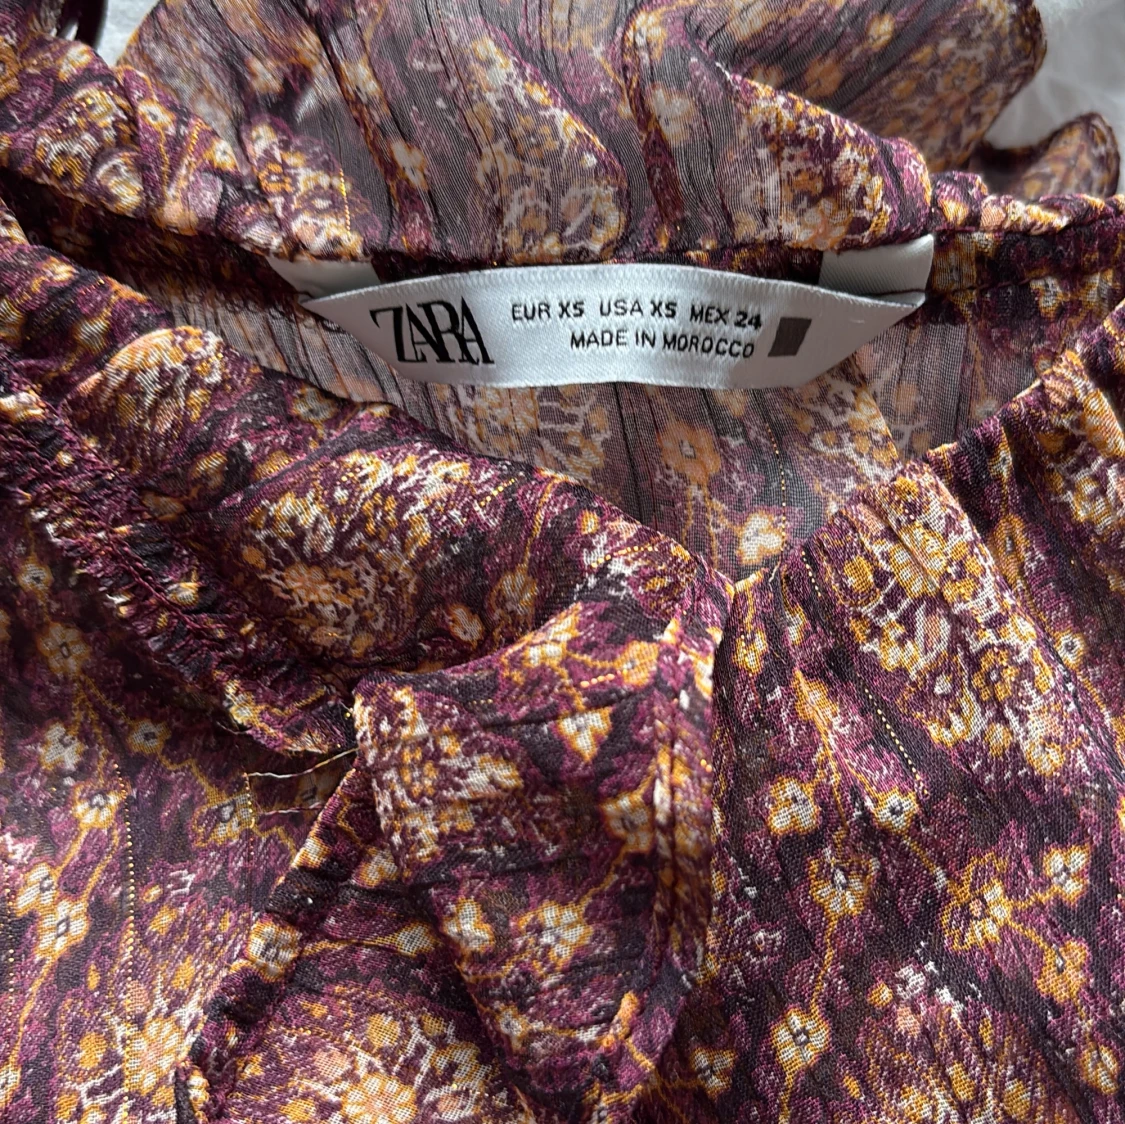 ZARA
EUR XS USA XS MEX 24
MADE IN MOROCCO